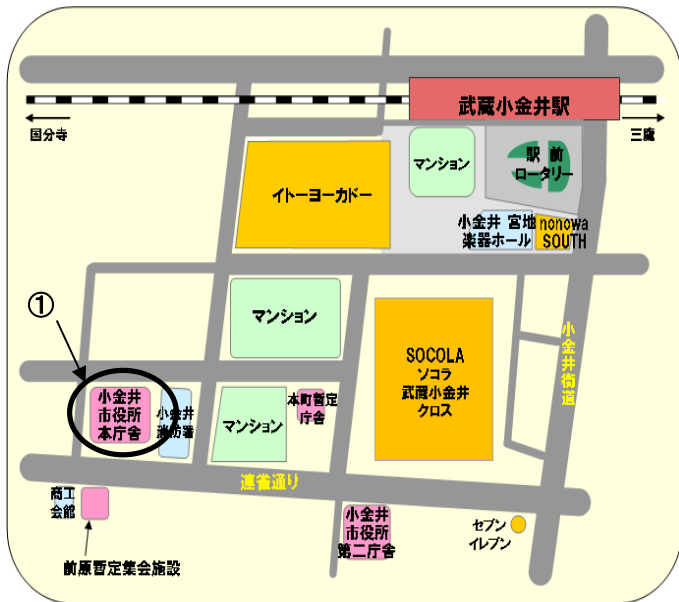 武蔵小金井駅
国分寺
三鷹
マンション
駅 前
ロータリー
イトーヨーカドー
小金井 宮地
楽器ホール
nonowa
SOUTH
①
マンション
小金井街道
SOCOLA
ソコラ
武蔵小金井
クロス
小金井
市役所
本庁舎
小金井
消防署
マンション
本町暫定
庁舎
連雀通り
商工
会館
小金井
市役所
第二庁舎
セブン
イレブン
前原暫定集会施設